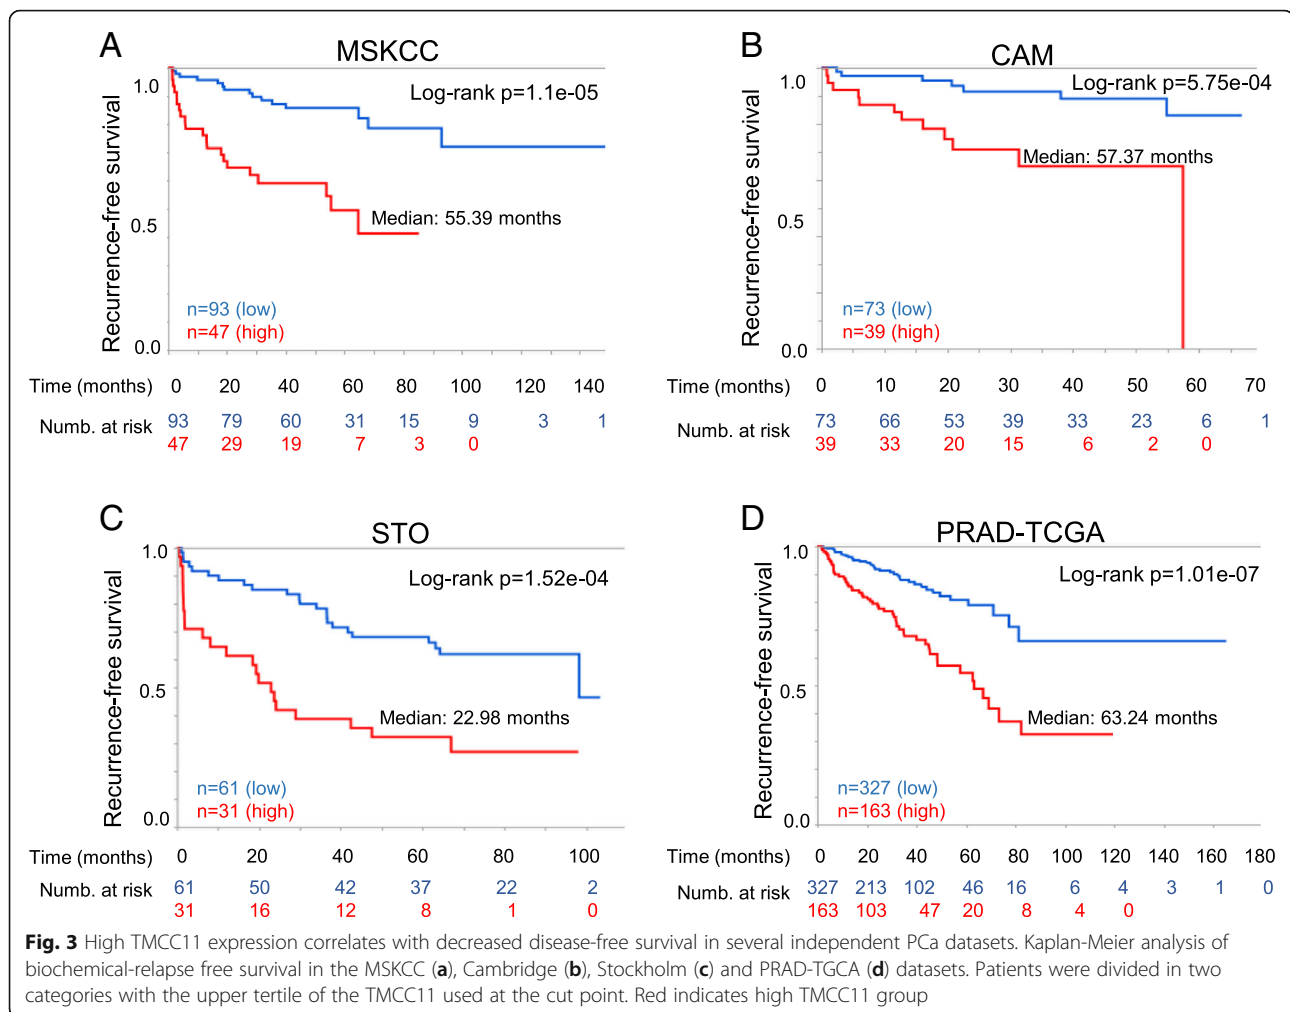 A
MSKCC
Recurrence-free survival
1.0
0.5
0.0
Log-rank p=1.1e-05
Median: 55.39 months
n=93 (low)
n=47 (high)
Time (months) 0 20 40 60 80 100 120 140
Numb. at risk
93 79 60 31 15 9 3 1
47 29 19 7 3 0
B
CAM
Recurrence-free survival
1.0
0.5
0.0
Log-rank p=5.75e-04
Median: 57.37 months
n=73 (low)
n=39 (high)
Time (months) 0 10 20 30 40 50 60 70
Numb. at risk
73 66 53 39 33 23 6 1
39 33 20 15 6 2 0
C
STO
Recurrence-free survival
1.0
0.5
0.0
Log-rank p=1.52e-04
Median: 22.98 months
n=61 (low)
n=31 (high)
Time (months) 0 20 40 60 80 100
Numb. at risk
61 50 42 37 22 2
31 16 12 8 1 0
D
PRAD-TCGA
Recurrence-free survival
1.0
0.5
0.0
Log-rank p=1.01e-07
Median: 63.24 months
n=327 (low)
n=163 (high)
Time (months) 0 20 40 60 80 100 120 140 160 180
Numb. at risk
327 213 102 46 16 6 4 3 1 0
163 103 47 20 8 4 0
Fig. 3 High TMCC11 expression correlates with decreased disease-free survival in several independent PCa datasets. Kaplan-Meier analysis of
biochemical-relapse free survival in the MSKCC (a), Cambridge (b), Stockholm (c) and PRAD-TGCA (d) datasets. Patients were divided in two
categories with the upper tertile of the TMCC11 used at the cut point. Red indicates high TMCC11 group